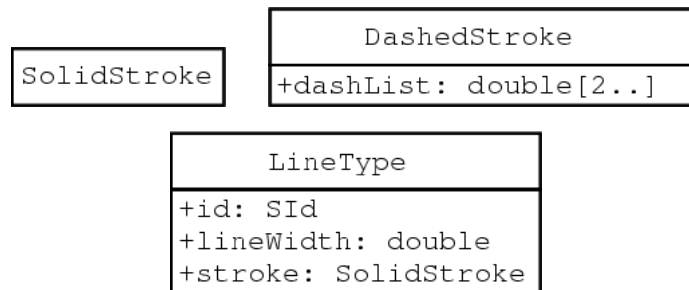 DashedStroke
SolidStroke
+dashList: double[2..]
LineType
+id: SId
+lineWidth: double
+stroke: SolidStroke